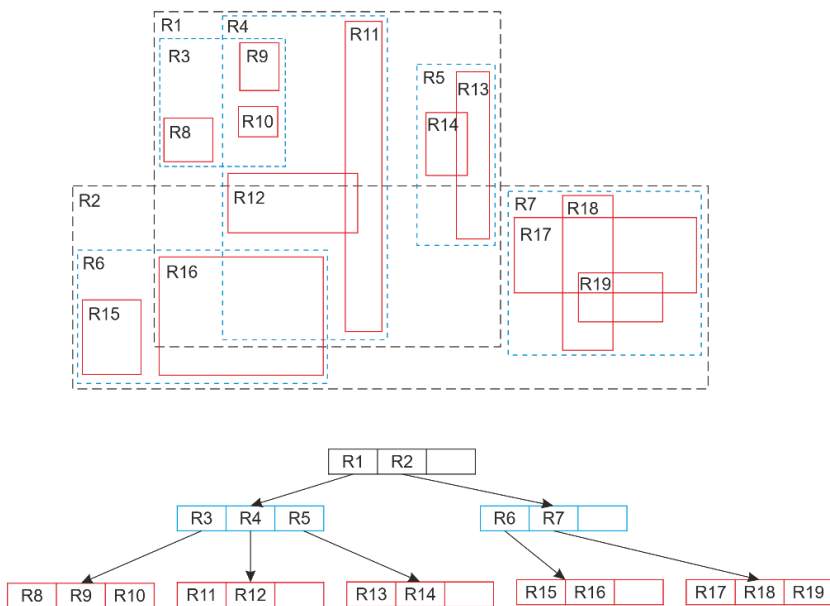 R1 R4 R11
R3 R9
R5 R13
R10 R14
R8
R12
R2
R7 R18
R17
R6 R16
R19
R15
R1 R2
R3 R4 R5 R6 R7
R8 R9 R10 R11 R12 R13 R14 R15 R16 R17 R18 R19